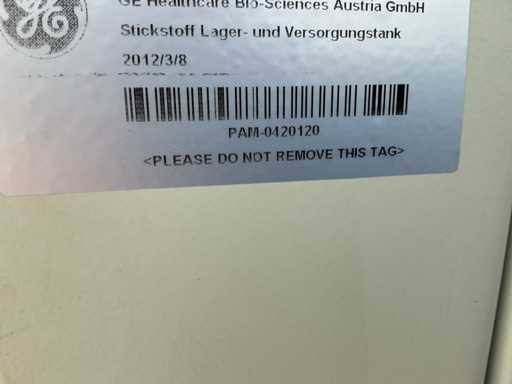 GE Healthcare Bio-Sciences Austria GmbH
Stickstoff Lager- und Versorgungstank
2012/3/8
PAM-0420120
<PLEASE DO NOT REMOVE THIS TAG>